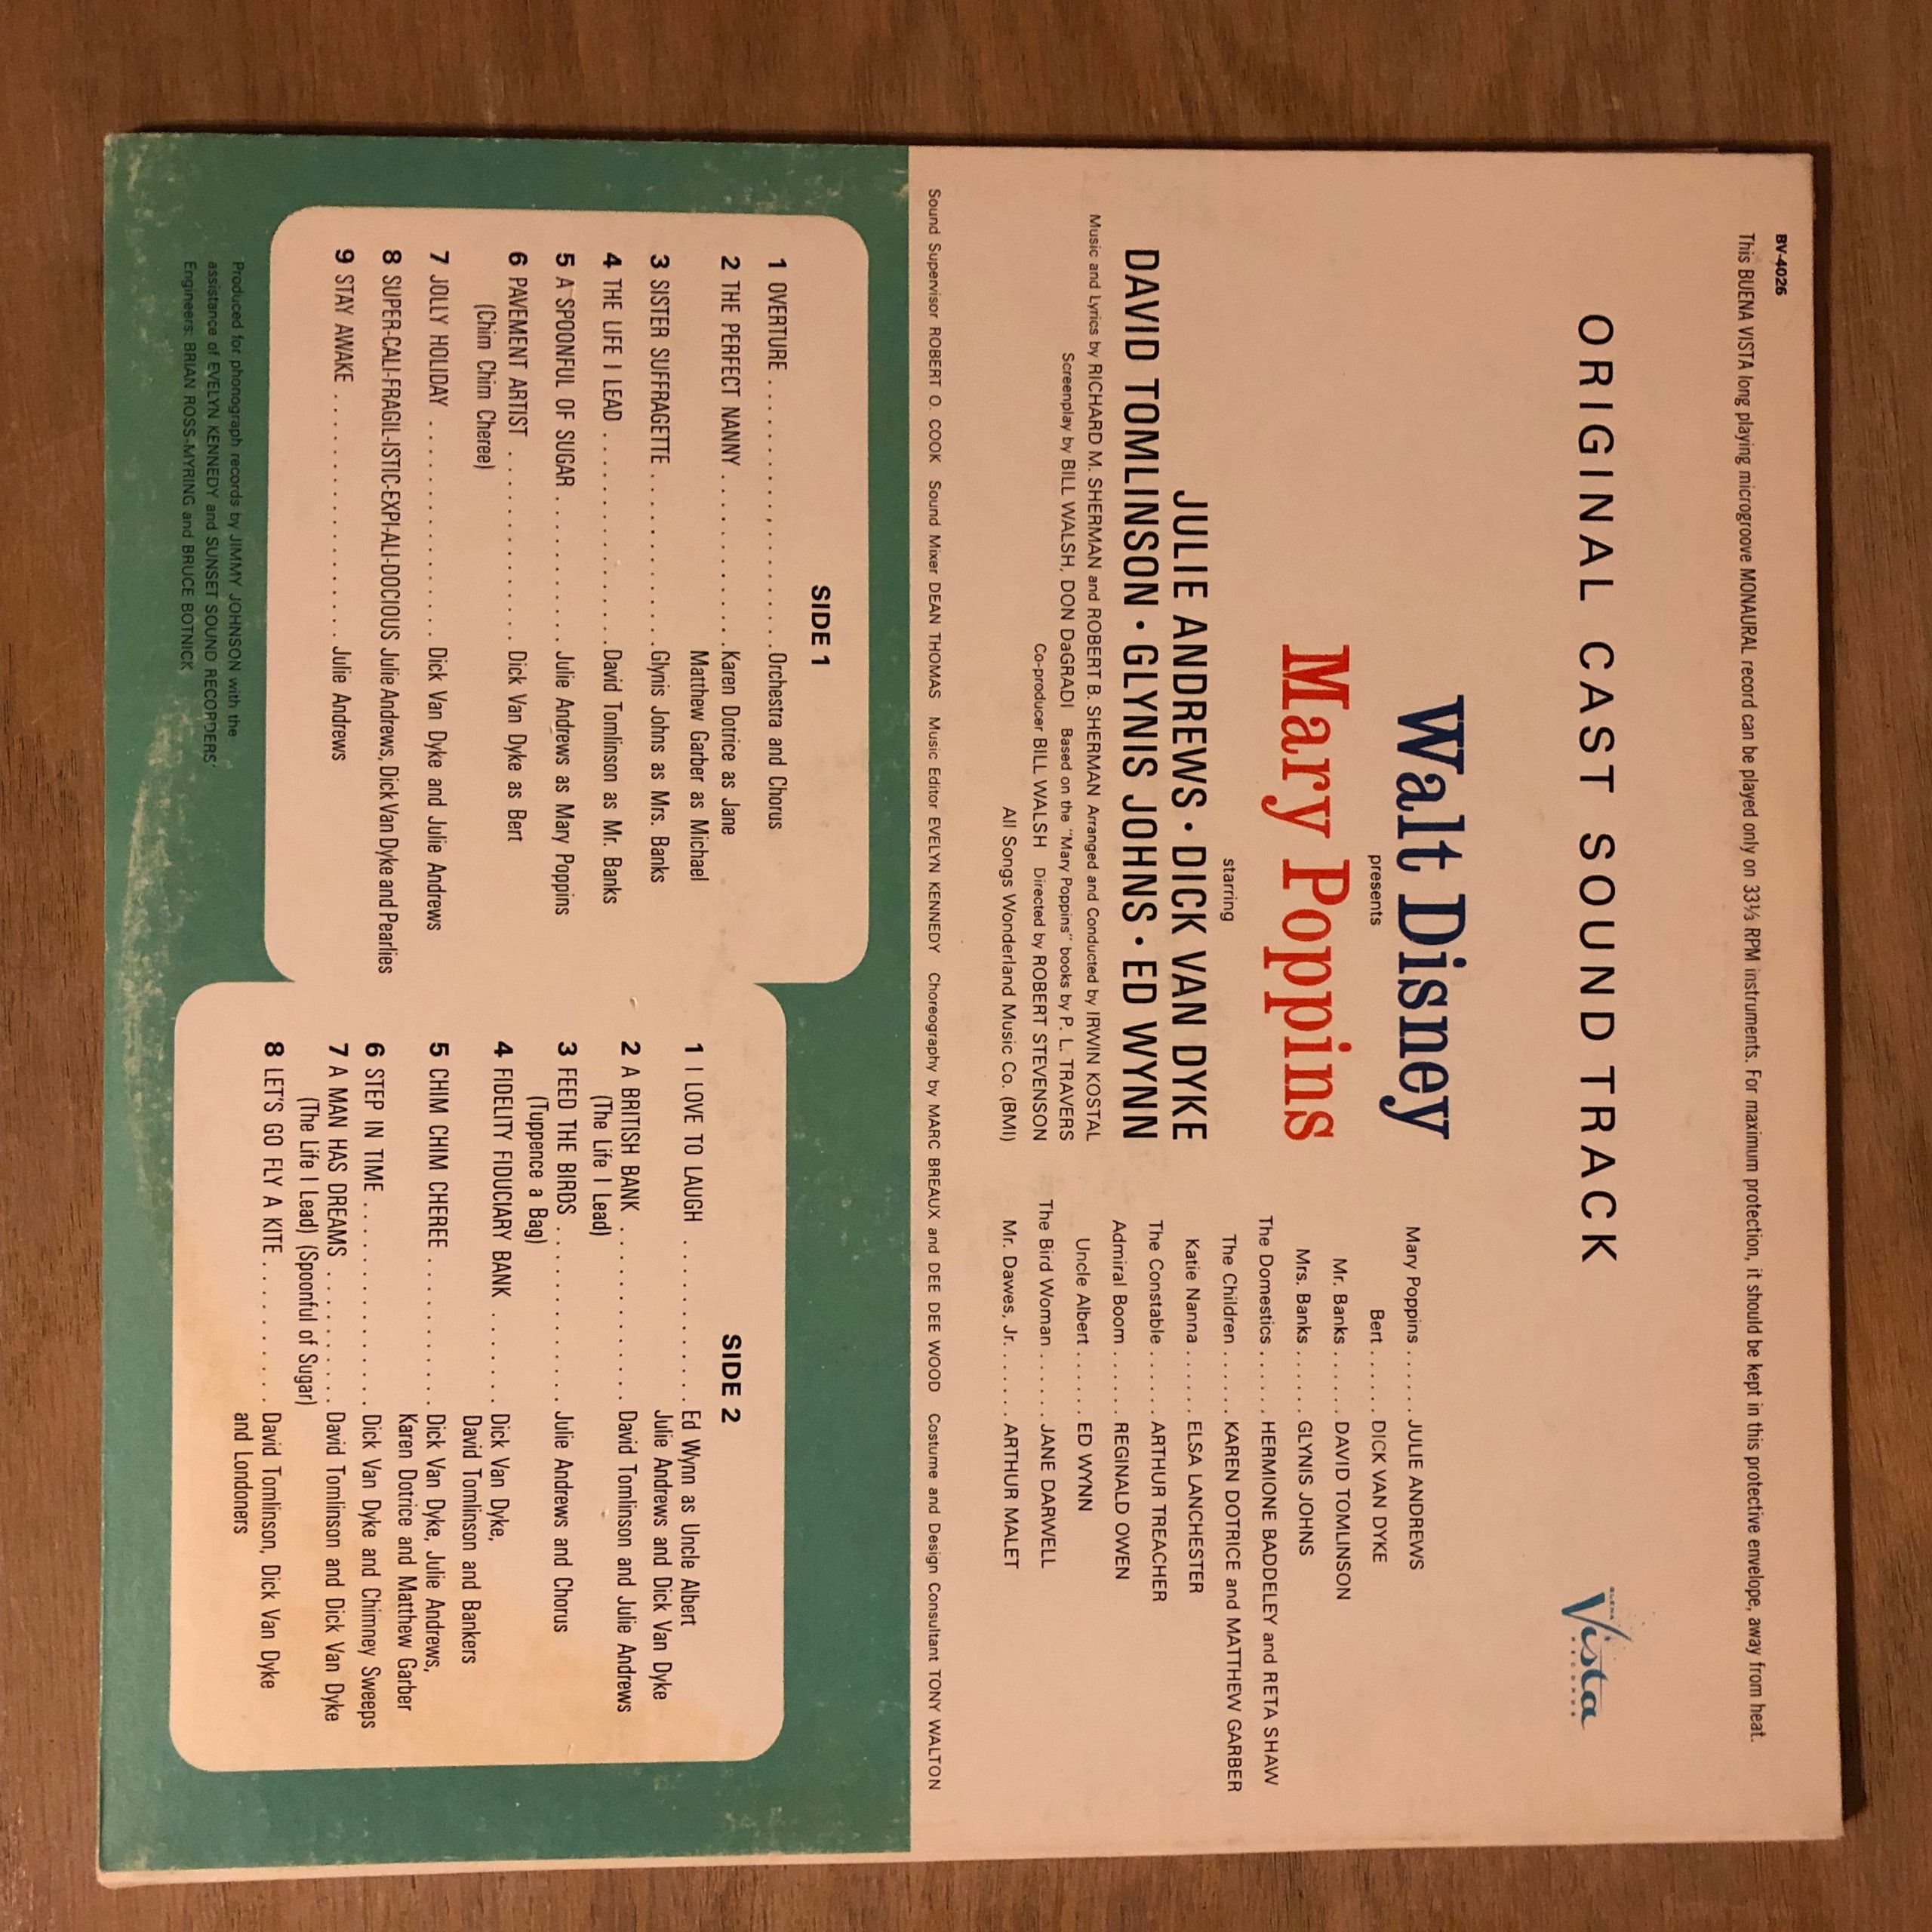 BV-4026
This BUENA VISTA long playing microgroove MONAURAL record can be played only on 33⅓ RPM instruments. For maximum protection, it should be kept in this protective envelope, away from heat.
ORIGINAL CAST SOUND TRACK
BUENA Vista
Walt Disney
presents
Mary Poppins
starring
JULIE ANDREWS • DICK VAN DYKE
DAVID TOMLINSON • GLYNIS JOHNS • ED WYNN
Music and Lyrics by RICHARD M. SHERMAN and ROBERT B. SHERMAN Arranged and Conducted by IRWIN KOSTAL
Screenplay by BILL WALSH, DON DaGRADI Based on the "Mary Poppins" books by P. L. TRAVERS
Co-producer BILL WALSH Directed by ROBERT STEVENSON
All Songs Wonderland Music Co. (BMI)
Mary Poppins . . . . . . JULIE ANDREWS
Bert . . . . . . DICK VAN DYKE
Mr. Banks . . . . . . DAVID TOMLINSON
Mrs. Banks . . . . . . GLYNIS JOHNS
The Domestics . . . . . . HERMIONE BADDELEY and RETA SHAW
The Children . . . . . . KAREN DOTRICE and MATTHEW GARBER
Katie Nanna . . . . . . ELSA LANCHESTER
The Constable . . . . . . ARTHUR TREACHER
Admiral Boom . . . . . . REGINALD OWEN
Uncle Albert . . . . . . ED WYNN
The Bird Woman . . . . . . JANE DARWELL
Mr. Dawes, Jr. . . . . . . ARTHUR MALET
Sound Supervisor ROBERT O. COOK Sound Mixer DEAN THOMAS Music Editor EVELYN KENNEDY Choreography by MARC BREAUX and DEE DEE WOOD Costume and Design Consultant TONY WALTON
SIDE 1
1 OVERTURE . . . . . . . . . . . . . . . . . Orchestra and Chorus
2 THE PERFECT NANNY . . . . . . . . . . . Karen Dotrice as Jane
Matthew Garber as Michael
3 SISTER SUFFRAGETTE . . . . . . . . . . . Glynis Johns as Mrs. Banks
4 THE LIFE I LEAD . . . . . . . . . . . . . . David Tomlinson as Mr. Banks
5 A SPOONFUL OF SUGAR . . . . . . . . . . Julie Andrews as Mary Poppins
6 PAVEMENT ARTIST . . . . . . . . . . . . Dick Van Dyke as Bert
(Chim Chim Cheree)
7 JOLLY HOLIDAY . . . . . . . . . . . . . . Dick Van Dyke and Julie Andrews
8 SUPER-CALI-FRAGIL-ISTIC-EXPI-ALI-DOCIOUS Julie Andrews, Dick Van Dyke and Pearlies
9 STAY AWAKE . . . . . . . . . . . . . . . . Julie Andrews
Produced for phonograph records by JIMMY JOHNSON with the
assistance of EVELYN KENNEDY and SUNSET SOUND RECORDERS'
Engineers: BRIAN ROSS-MYRING and BRUCE BOTNICK
SIDE 2
1 I LOVE TO LAUGH . . . . . . . . . . Ed Wynn as Uncle Albert
Julie Andrews and Dick Van Dyke
2 A BRITISH BANK . . . . . . . . . . . David Tomlinson and Julie Andrews
(The Life I Lead)
3 FEED THE BIRDS . . . . . . . . . . . Julie Andrews and Chorus
(Tuppence a Bag)
4 FIDELITY FIDUCIARY BANK . . . . . . Dick Van Dyke,
David Tomlinson and Bankers
5 CHIM CHIM CHEREE . . . . . . . . . Dick Van Dyke, Julie Andrews,
Karen Dotrice and Matthew Garber
6 STEP IN TIME . . . . . . . . . . . . . Dick Van Dyke and Chimney Sweeps
7 A MAN HAS DREAMS . . . . . . . . David Tomlinson and Dick Van Dyke
(The Life I Lead) (Spoonful of Sugar)
8 LET'S GO FLY A KITE . . . . . . . . David Tomlinson, Dick Van Dyke
and Londoners